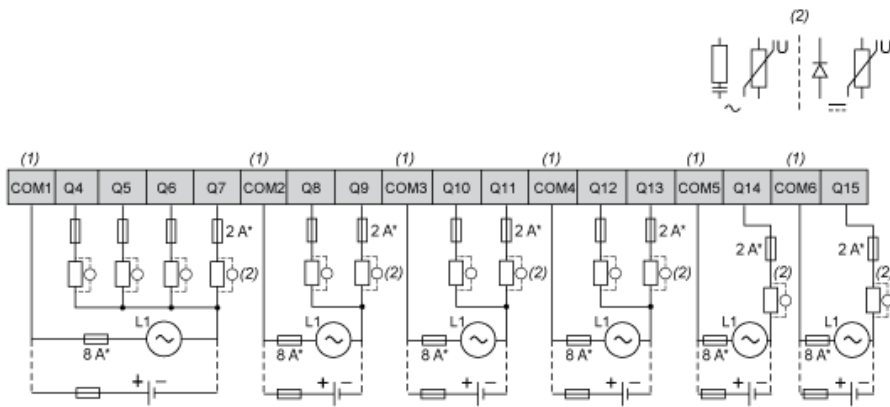 (2)
U U
(1) (1) (1) (1) (1) (1)
COM1 Q4 Q5 Q6 Q7 COM2 Q8 Q9 COM3 Q10 Q11 COM4 Q12 Q13 COM5 Q14 COM6 Q15
2 A* 2 A* 2 A* 2 A* 2 A* 2 A*
(2) (2) (2) (2) (2) (2)
L1 L1 L1 L1 L1 L1
8 A* 8 A* 8 A* 8 A* 8 A* 8 A*
+ − + − + − + − + − + −